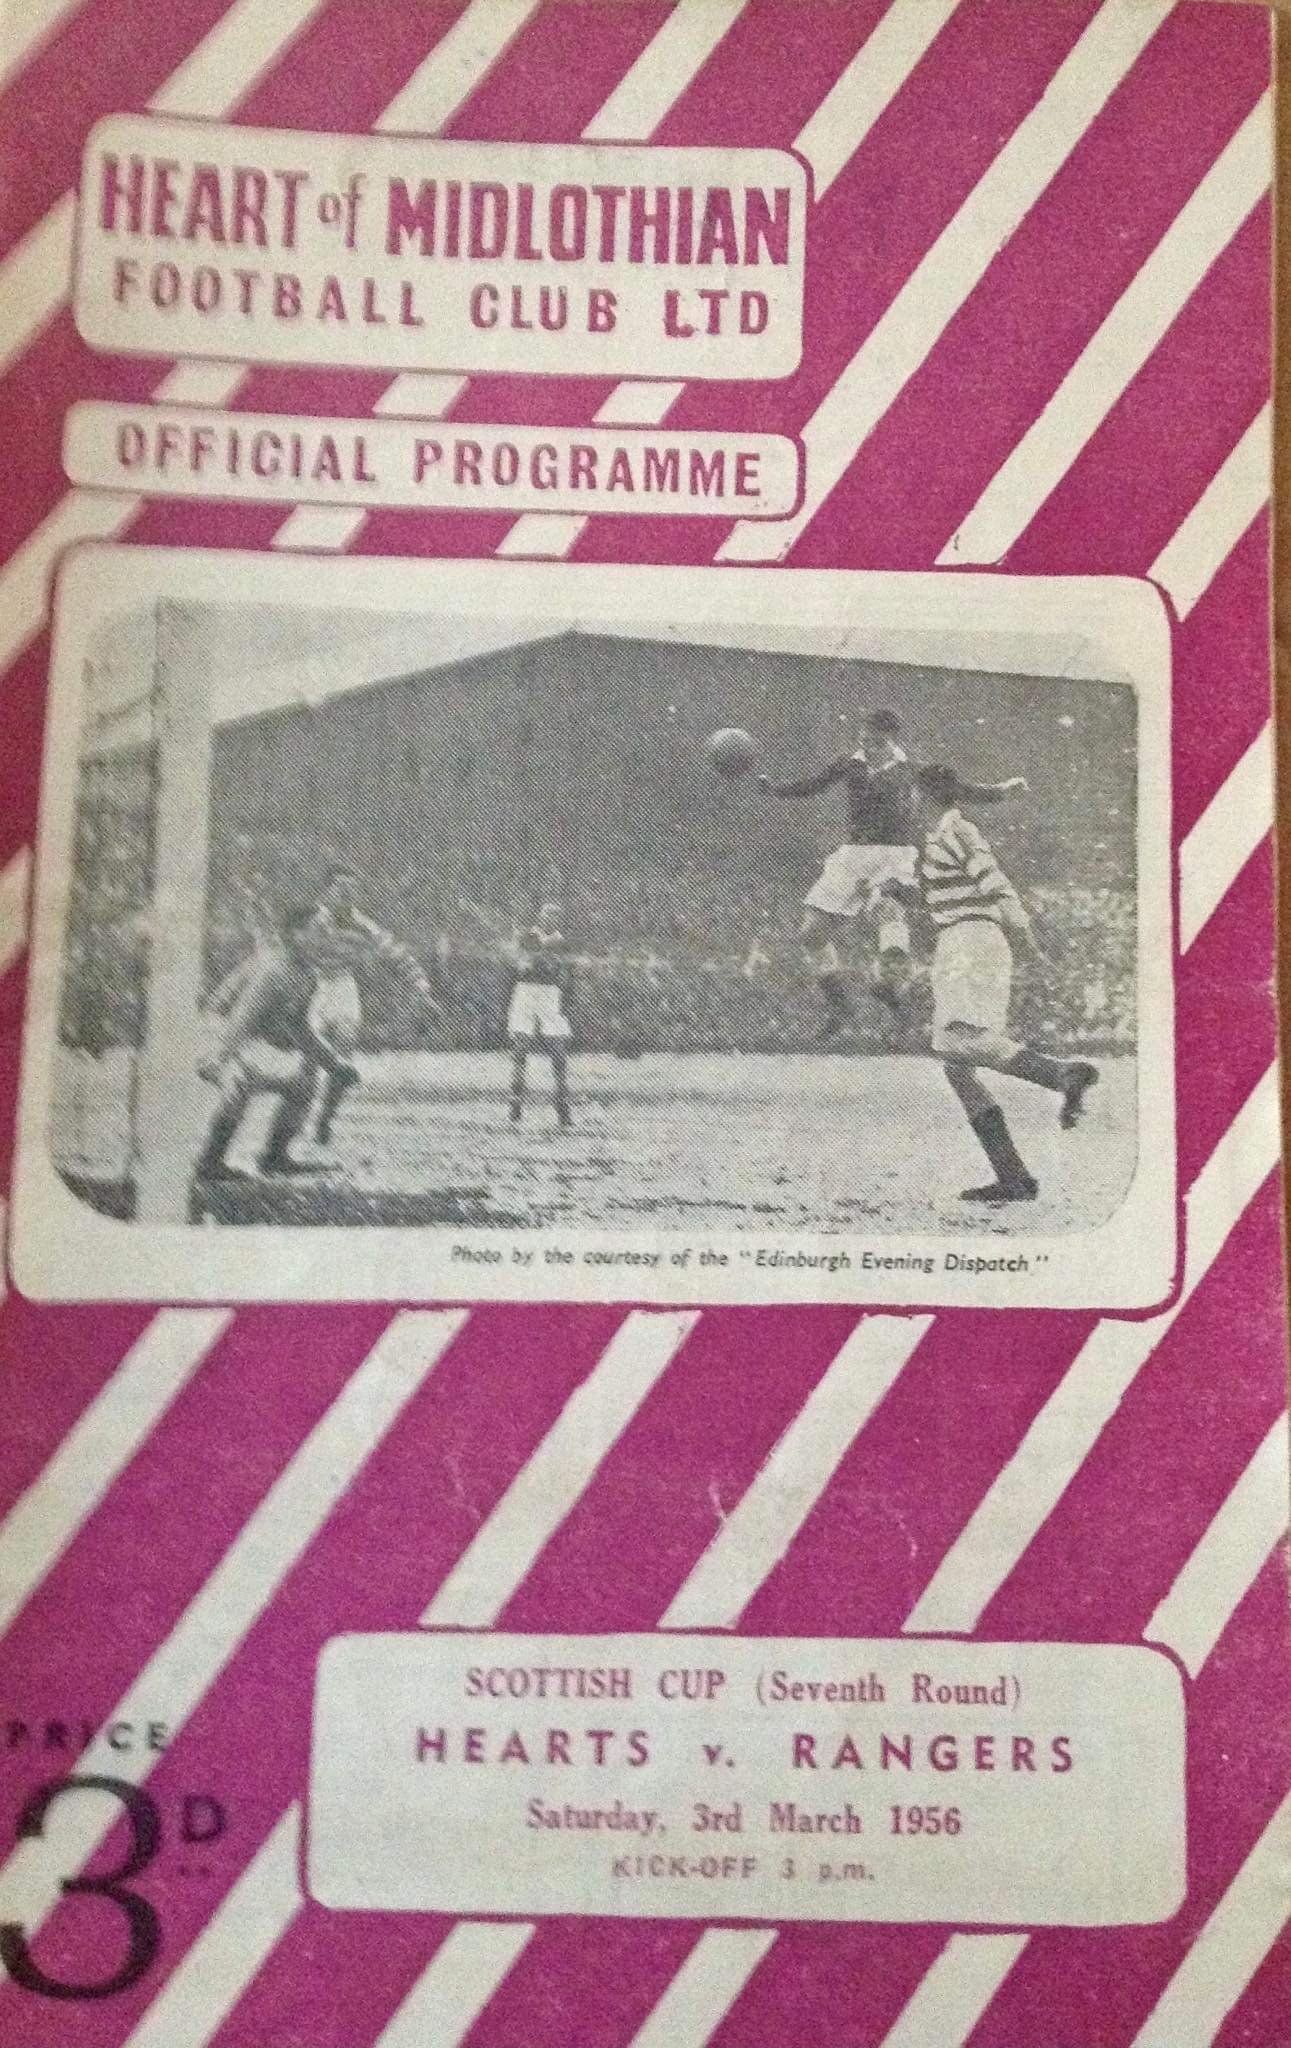 HEART of MIDLOTHIAN
FOOTBALL CLUB LTD
OFFICIAL PROGRAMME
Photo by the courtesy of the "Edinburgh Evening Dispatch"
SCOTTISH CUP (Seventh Round)
HEARTS v. RANGERS
Saturday, 3rd March 1956
KICK-OFF 3 p.m.
PRICE
3D